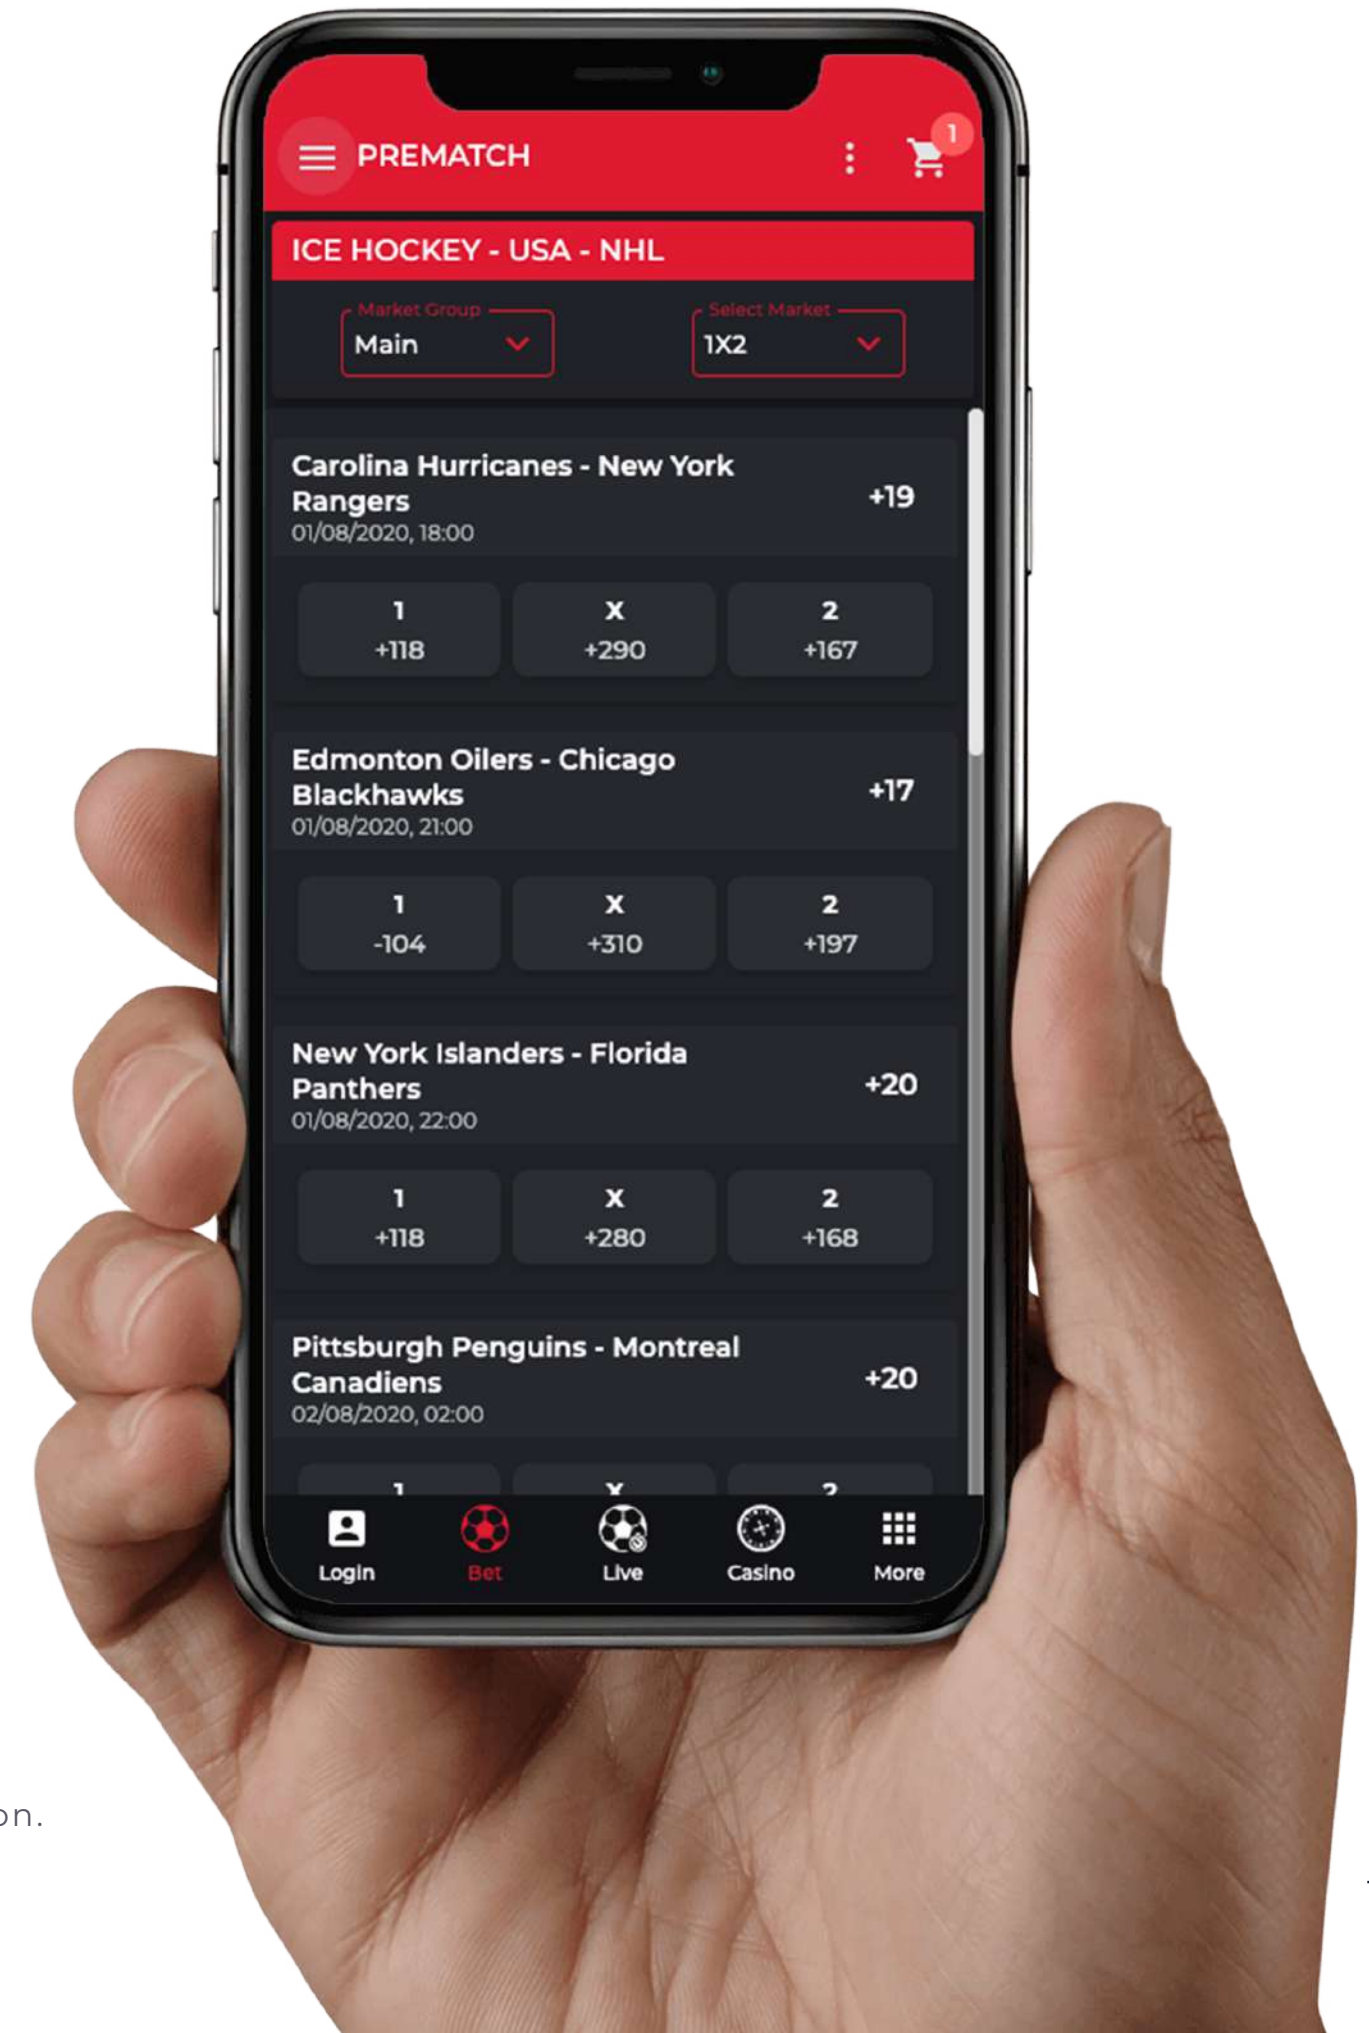 PREMATCH
1
ICE HOCKEY - USA - NHL
Market Group
Main
Select Market
1X2
Carolina Hurricanes - New York
Rangers
+19
01/08/2020, 18:00
1 X 2
+118 +290 +167
Edmonton Oilers - Chicago
Blackhawks
+17
01/08/2020, 21:00
1 X 2
-104 +310 +197
New York Islanders - Florida
Panthers
+20
01/08/2020, 22:00
1 X 2
+118 +280 +168
Pittsburgh Penguins - Montreal
Canadiens
+20
02/08/2020, 02:00
1 X 2
Login Bet Live Casino More
on.